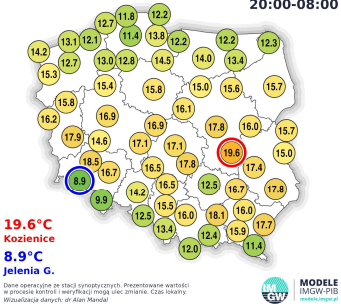 20:00-08:00
12.7 11.8 12.2
14.2 13.1 12.1 11.4 13.8 12.2 12.2 12.3
12.7 13.0 12.8 14.5 14.0 13.4
15.3 15.4 15.8 15.0 15.6 15.7
15.8 16.1
16.2 16.9 16.9 17.8 16.0 15.7
17.9 14.6 17.1 17.1 19.6 15.0
18.5 16.7 16.5 17.8 17.4
8.9 14.2 16.5 12.5 16.7 17.8
9.9 15.5
12.5 16.0 18.1 16.0
13.4 12.4 15.9 17.7
12.0 11.4
19.6°C
Kozienice
8.9°C
Jelenia G.
Dane operacyjne ze stacji synoptycznych. Prezentowane wartości
w procesie kontroli i weryfikacji mogą ulec zmianie. Czas lokalny.
Wizualizacja danych: dr Alan Mandal
IM
GW
MODELE
IMGW-PIB